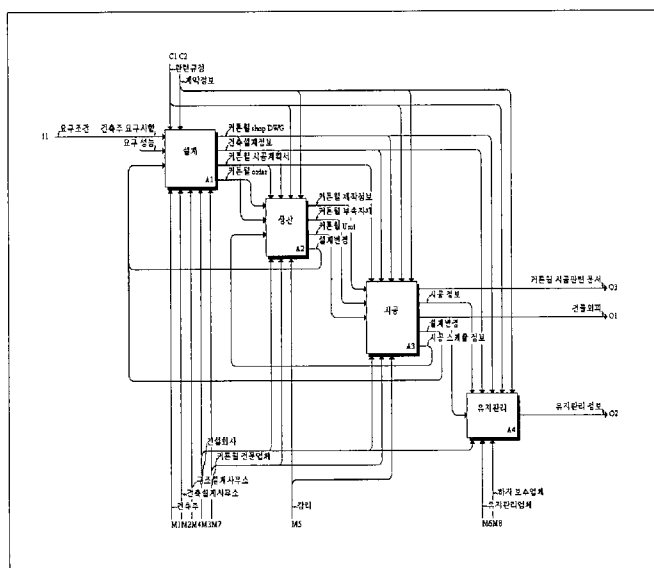 C1 C2
관련규정
계약정보
I1
요구조건
건축주 요구사항
요구 성능
설계
A1
커튼월 shop DWG
건축설계정보
커튼월 시공계획서
커튼월 order
생산
A2
커튼월 제작정보
커튼월 부속자재
커튼월 Unit
설계변경
시공
A3
커튼월 시공관련 문서
O3
시공 정보
건물외피
O1
설계변경
시공 스케줄 정보
유지관리
A4
유지관리 정보
O2
건설회사
커튼월 전문업체
구조설계사무소
건축설계사무소
건축주
감리
하자 보수업체
유지관리업체
M1M2M4M3M7
M5
M6M8